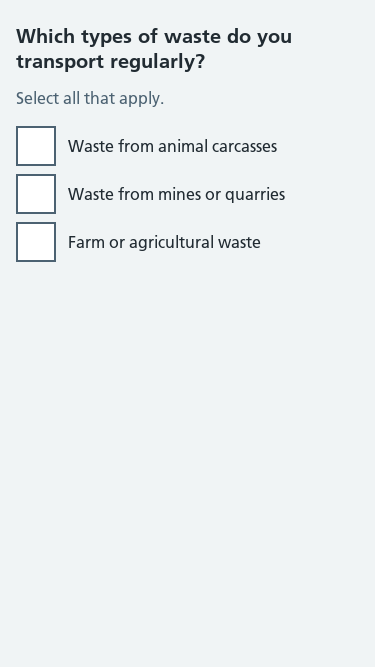 Which types of waste do you
transport regularly?
Select all that apply.
Waste from animal carcasses
Waste from mines or quarries
Farm or agricultural waste